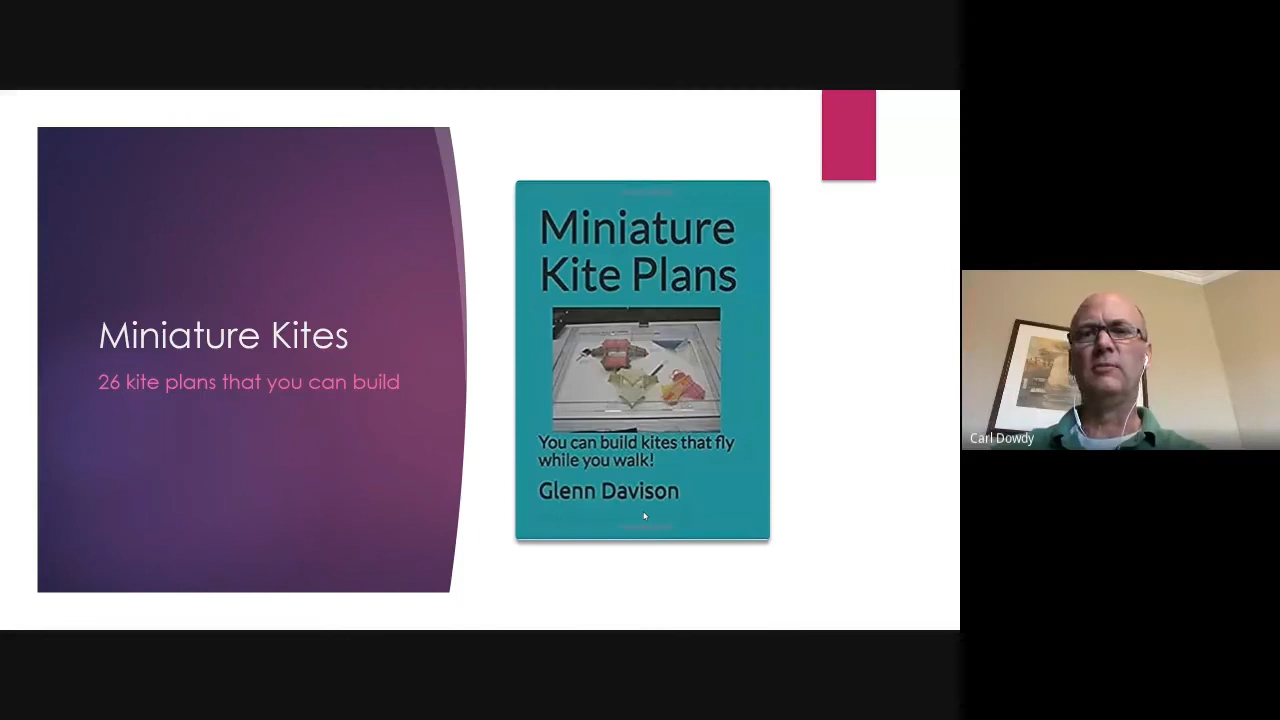 Miniature Kites
26 kite plans that you can build
Miniature
Kite Plans
You can build kites that fly
while you walk!
Glenn Davison
Carl Dowdy